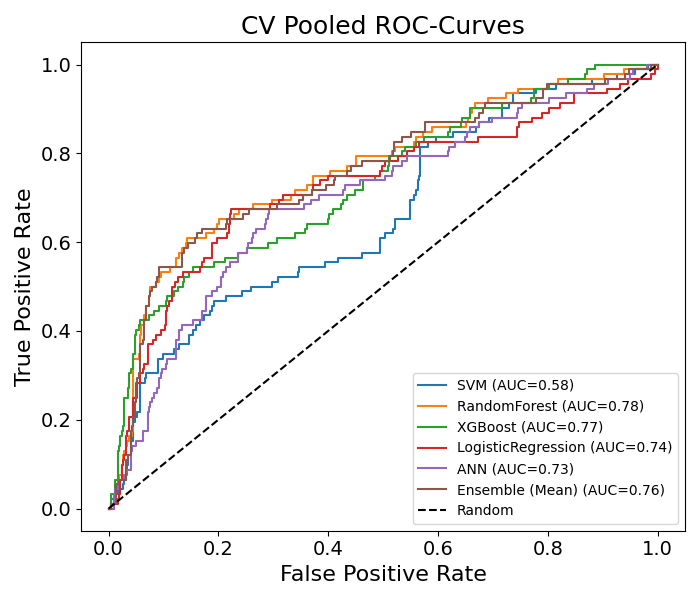 CV Pooled ROC-Curves
True Positive Rate
1.0
0.8
0.6
0.4
0.2
0.0
SVM (AUC=0.58)
RandomForest (AUC=0.78)
XGBoost (AUC=0.77)
LogisticRegression (AUC=0.74)
ANN (AUC=0.73)
Ensemble (Mean) (AUC=0.76)
Random
0.0 0.2 0.4 0.6 0.8 1.0
False Positive Rate